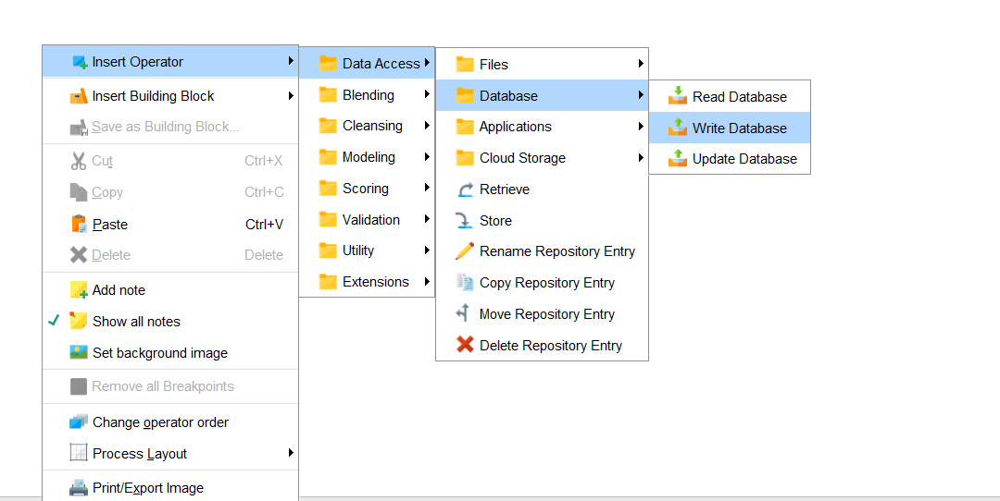 Insert Operator
Insert Building Block
Save as Building Block...
Cut Ctrl+X
Copy Ctrl+C
Paste Ctrl+V
Delete Delete
Add note
Show all notes
Set background image
Remove all Breakpoints
Change operator order
Process Layout
Print/Export Image
Data Access
Blending
Cleansing
Modeling
Scoring
Validation
Utility
Extensions
Files
Database
Applications
Cloud Storage
Retrieve
Store
Rename Repository Entry
Copy Repository Entry
Move Repository Entry
Delete Repository Entry
Read Database
Write Database
Update Database